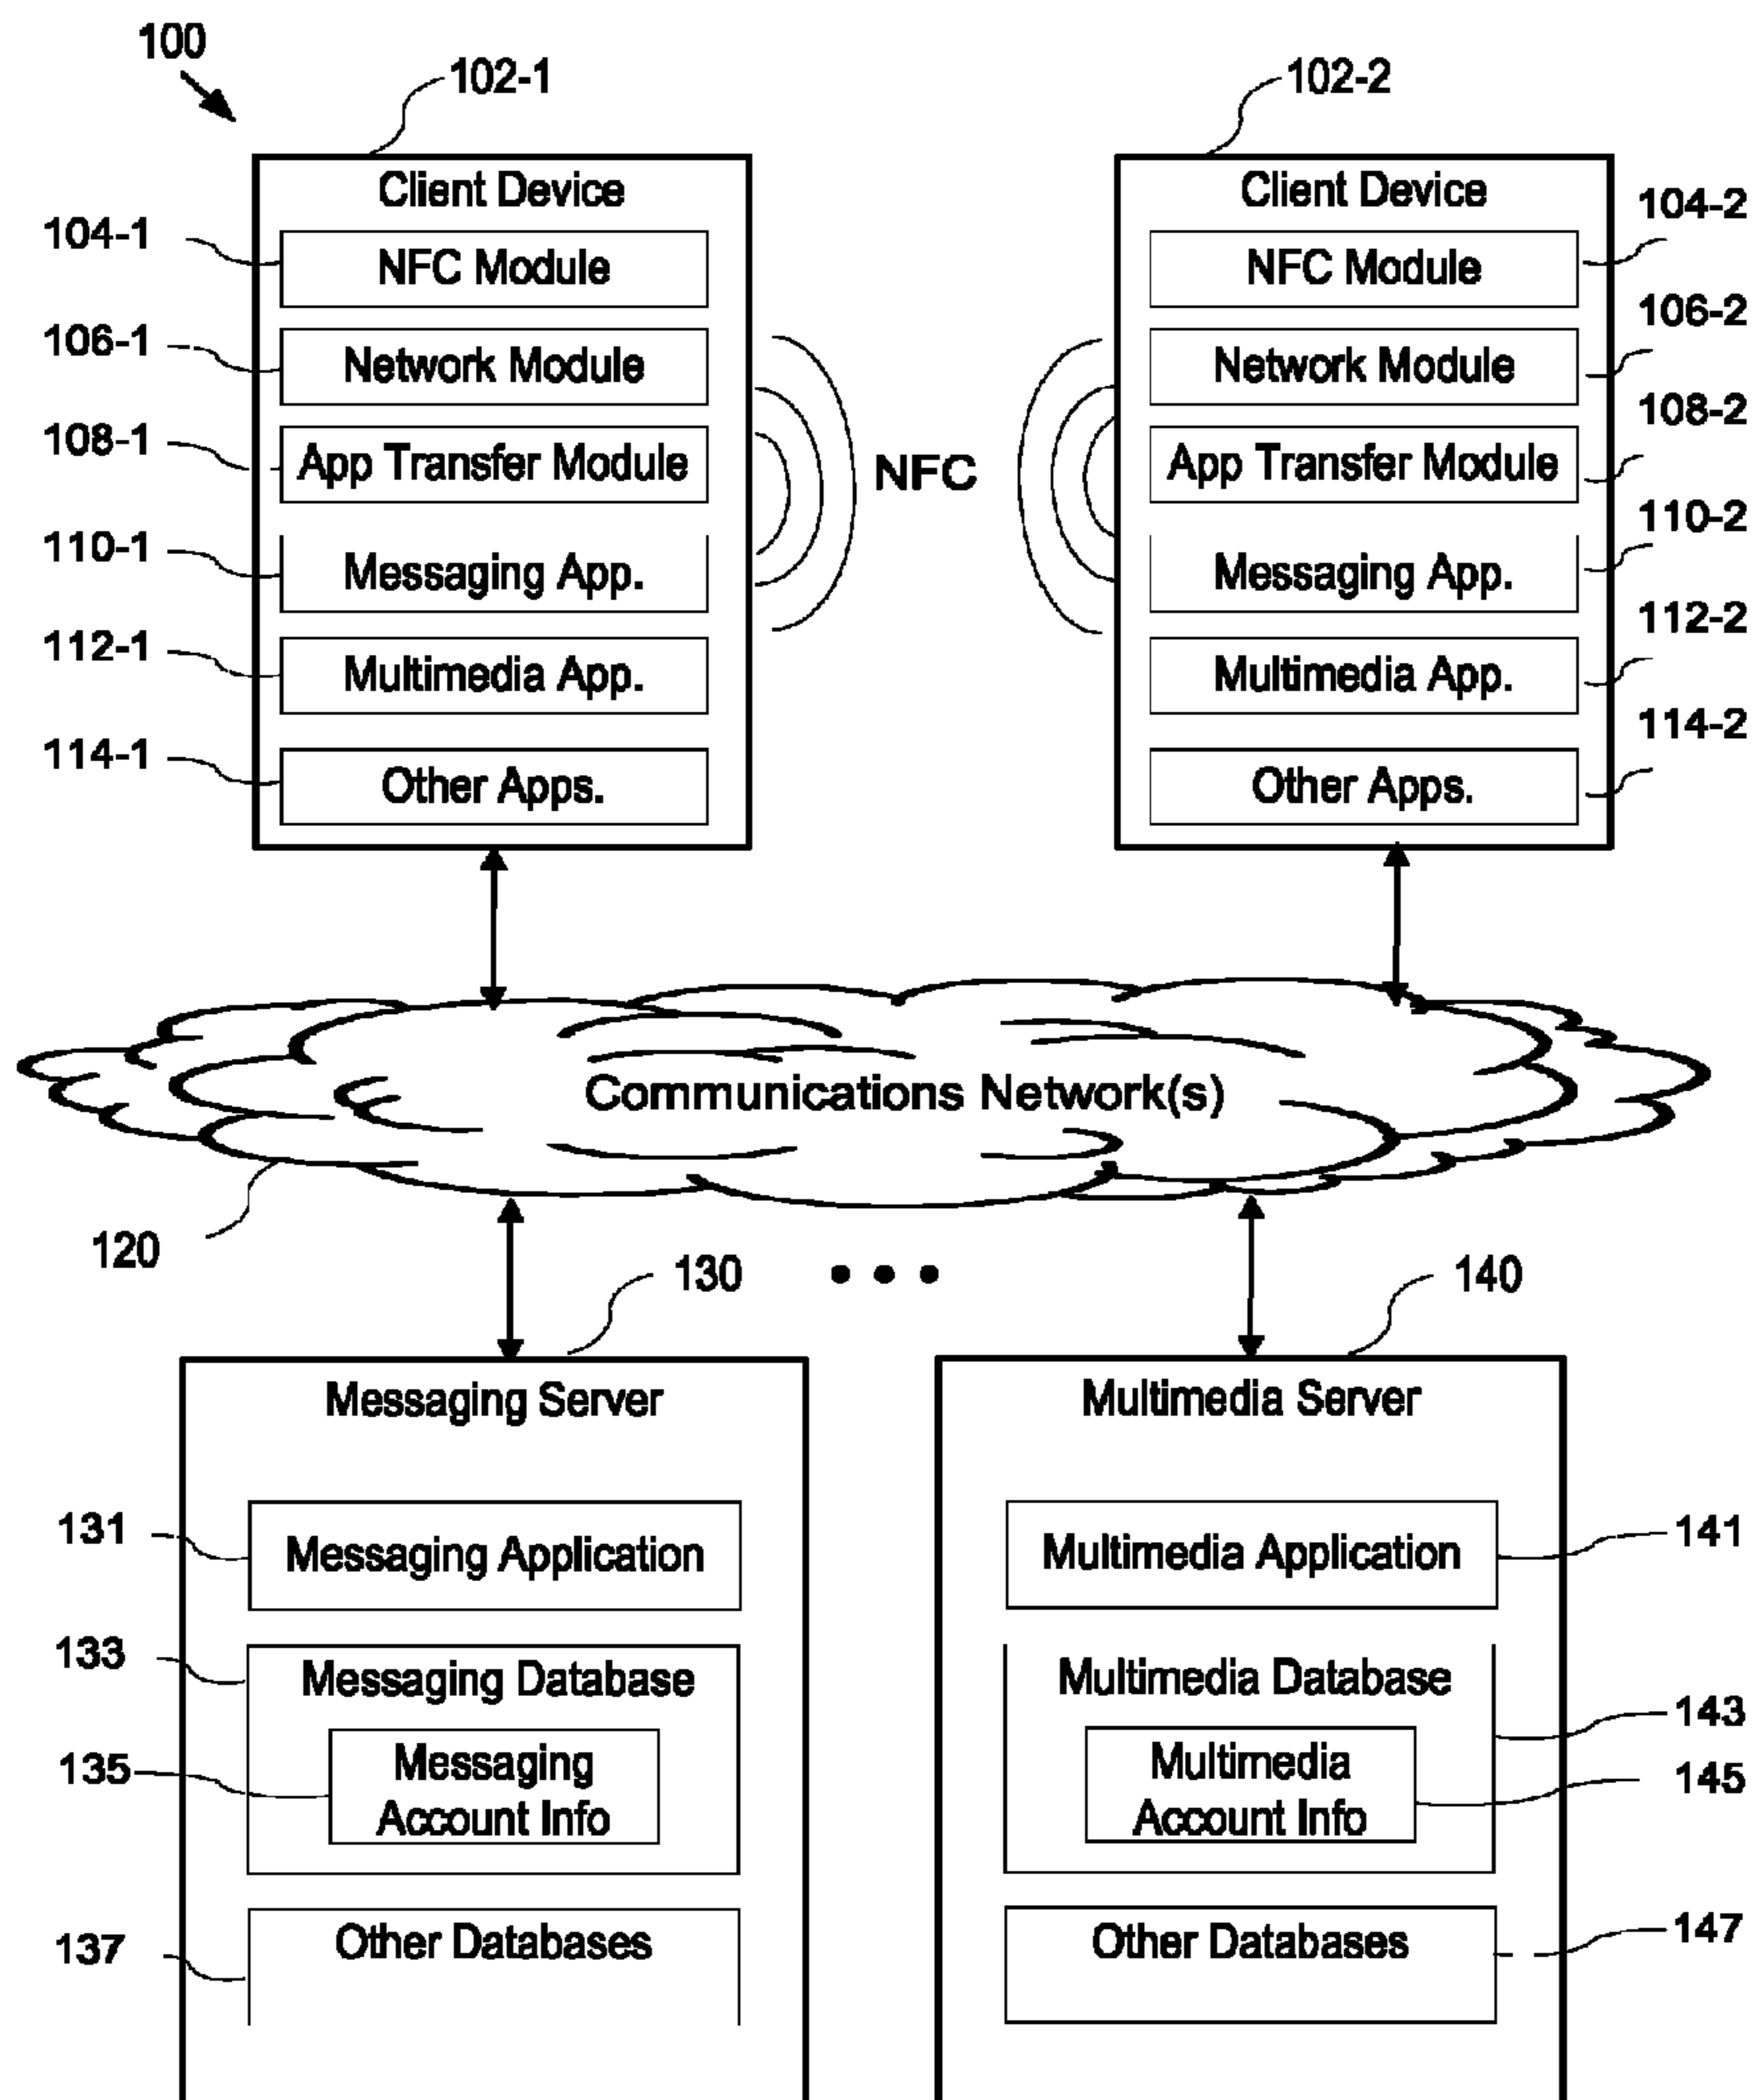 100
102-1
102-2
Client Device
Client Device
104-1
NFC Module
NFC Module
104-2
106-1
Network Module
Network Module
106-2
108-1
App Transfer Module
NFC
App Transfer Module
108-2
110-1
Messaging App.
Messaging App.
110-2
112-1
Multimedia App.
Multimedia App.
112-2
114-1
Other Apps.
Other Apps.
114-2
Communications Network(s)
120
130
140
Messaging Server
Multimedia Server
131
Messaging Application
Multimedia Application
141
133
Messaging Database
Multimedia Database
143
135
Messaging
Account Info
Multimedia
Account Info
145
137
Other Databases
Other Databases
147